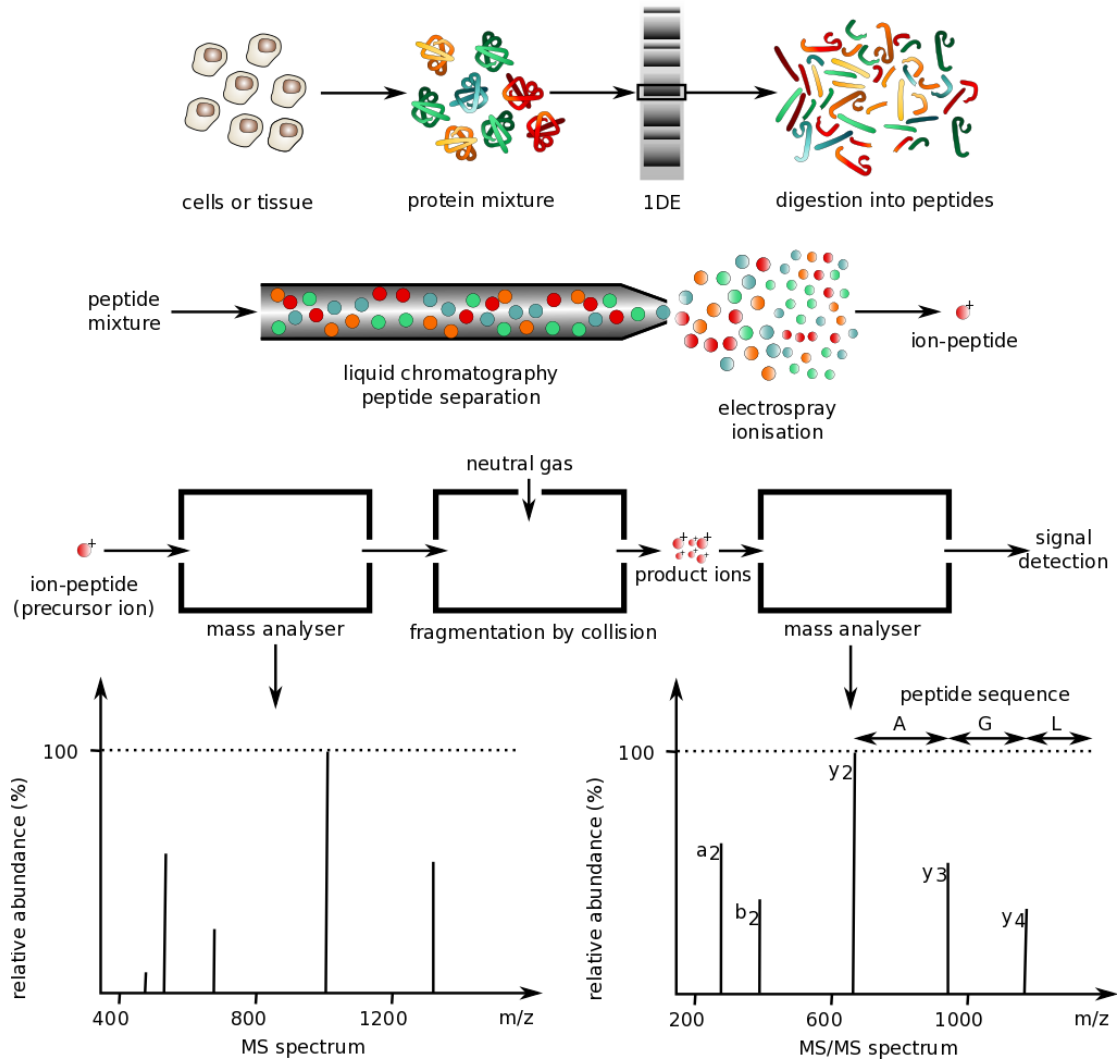 cells or tissue
protein mixture
1DE
digestion into peptides
peptide
mixture
liquid chromatography
peptide separation
electrospray
ionisation
+
ion-peptide
neutral gas
+
ion-peptide
(precursor ion)
mass analyser
fragmentation by collision
+ + +
+ + +
product ions
mass analyser
signal
detection
relative abundance (%)
100
400 800 1200 m/z
MS spectrum
relative abundance (%)
100
peptide sequence
A G L
y2
a2
y3
b2
y4
200 600 1000 m/z
MS/MS spectrum